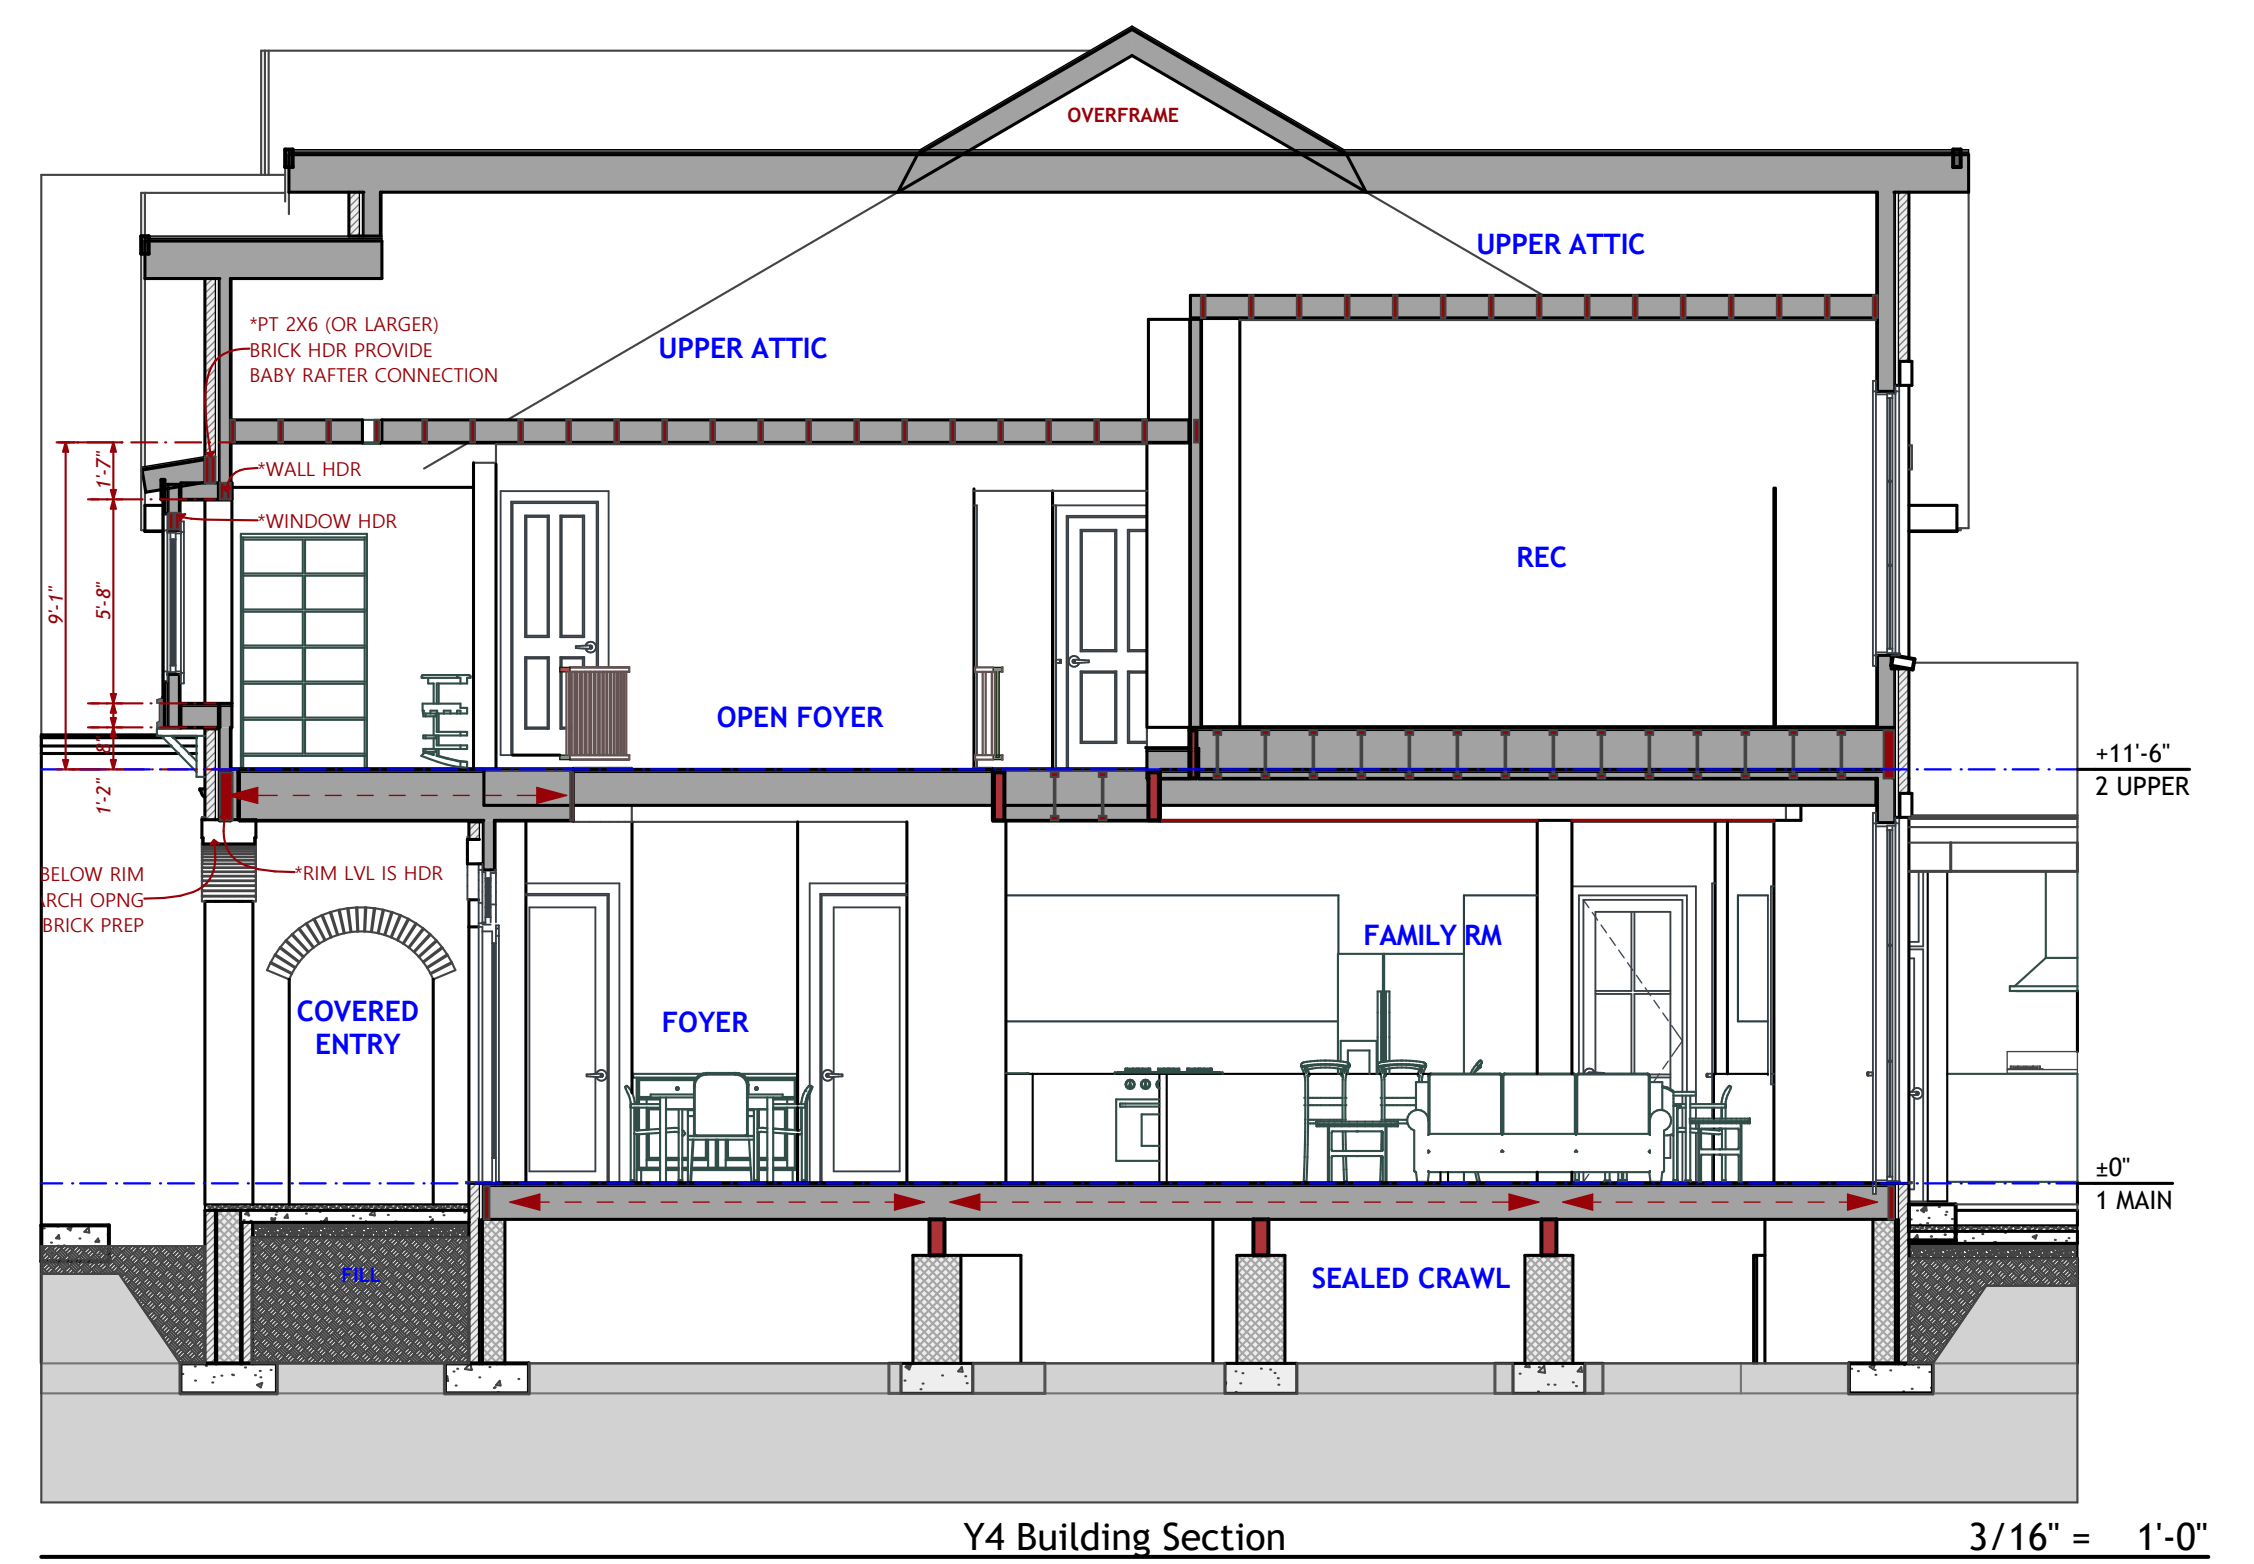 OVERFRAME
UPPER ATTIC
*PT 2X6 (OR LARGER)
BRICK HDR PROVIDE
BABY RAFTER CONNECTION
UPPER ATTIC
*WALL HDR
*WINDOW HDR
1'-7"
5'-8"
9'-1"
8"
1'-2"
REC
OPEN FOYER
+11'-6"
2 UPPER
BELOW RIM
ARCH OPNG
BRICK PREP
*RIM LVL IS HDR
FAMILY RM
COVERED
ENTRY
FOYER
±0"
1 MAIN
FILL
SEALED CRAWL
Y4 Building Section
3/16" = 1'-0"